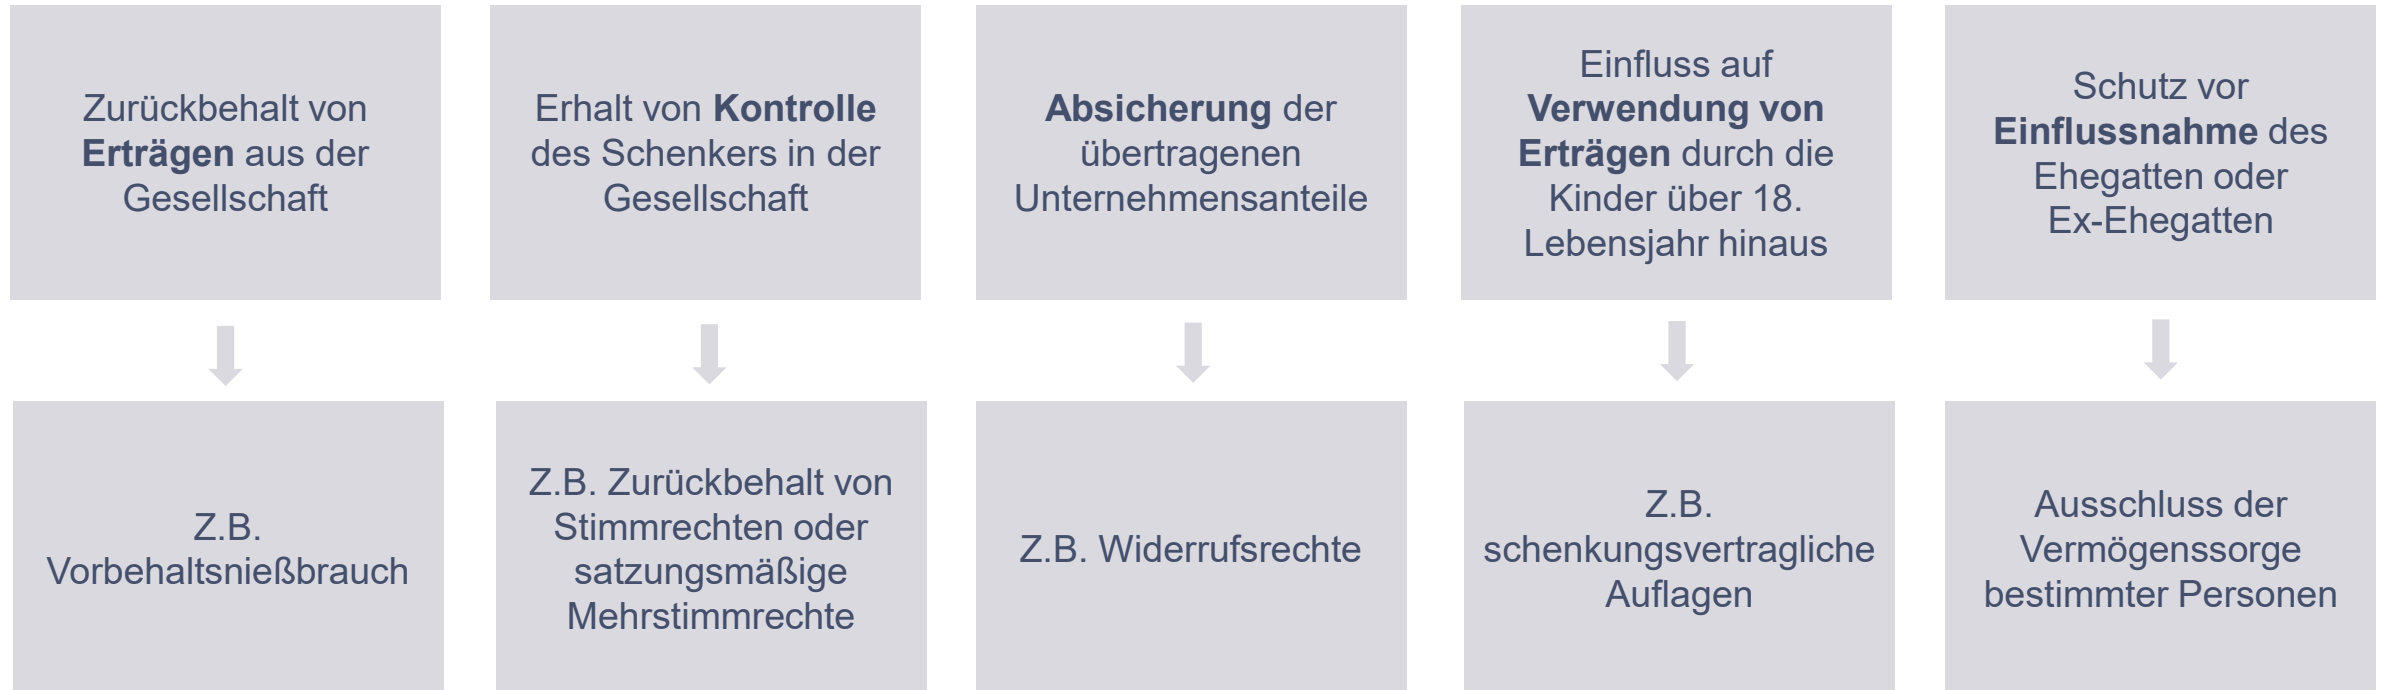 Zurückbehalt von
Erträgen aus der
Gesellschaft
Erhalt von Kontrolle
des Schenkers in der
Gesellschaft
Absicherung der
übertragenen
Unternehmensanteile
Einfluss auf
Verwendung von
Erträgen durch die
Kinder über 18.
Lebensjahr hinaus
Schutz vor
Einflussnahme des
Ehegatten oder
Ex-Ehegatten
Z.B.
Vorbehaltsnießbrauch
Z.B. Zurückbehalt von
Stimmrechten oder
satzungsmäßige
Mehrstimmrechte
Z.B. Widerrufsrechte
Z.B.
schenkungsvertragliche
Auflagen
Ausschluss der
Vermögenssorge
bestimmter Personen